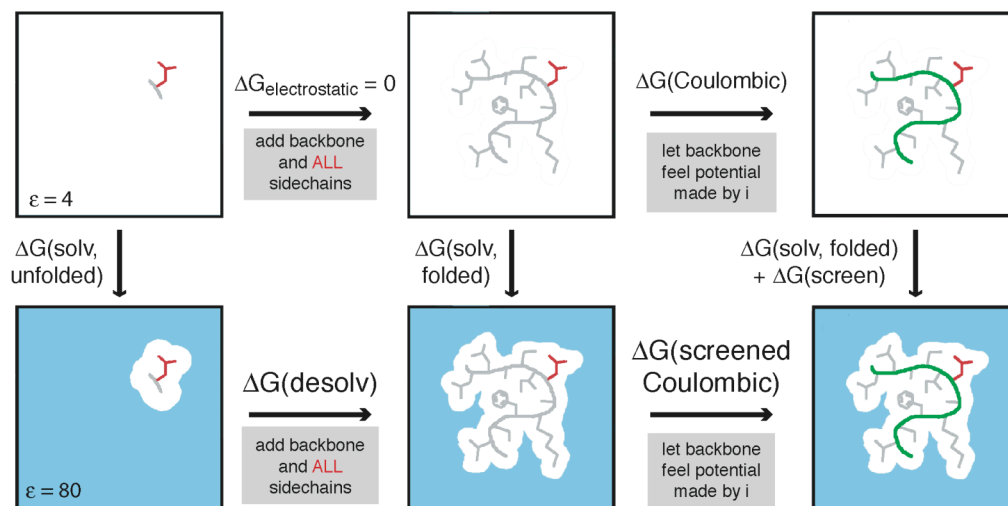 ΔGelectrostatic = 0
add backbone
and ALL
sidechains
ΔG(Coulombic)
let backbone
feel potential
made by i
ε = 4
ΔG(solv,
unfolded)
ΔG(solv,
folded)
ΔG(solv, folded)
+ ΔG(screen)
ΔG(desolv)
add backbone
and ALL
sidechains
ΔG(screened
Coulombic)
let backbone
feel potential
made by i
ε = 80